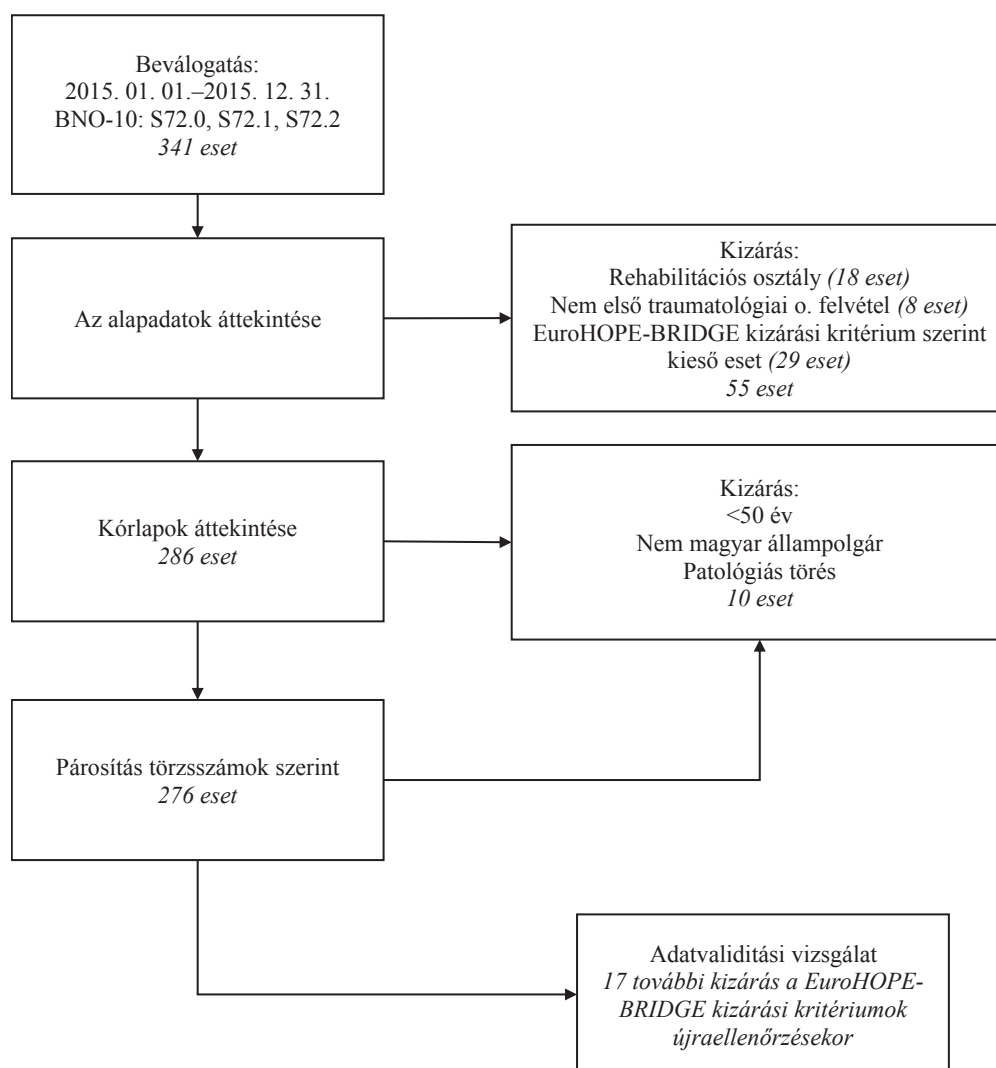 Beválogatás:
2015. 01. 01.–2015. 12. 31.
BNO-10: S72.0, S72.1, S72.2
341 eset
Az alapadatok áttekintése
Kizárás:
Rehabilitációs osztály (18 eset)
Nem első traumatológiai o. felvétel (8 eset)
EuroHOPE-BRIDGE kizárási kritérium szerint
kieső eset (29 eset)
55 eset
Kórlapok áttekintése
286 eset
Kizárás:
<50 év
Nem magyar állampolgár
Patológiás törés
10 eset
Párosítás törzsszámok szerint
276 eset
Adatvaliditási vizsgálat
17 további kizárás a EuroHOPE-
BRIDGE kizárási kritériumok
újraellenőrzésekor